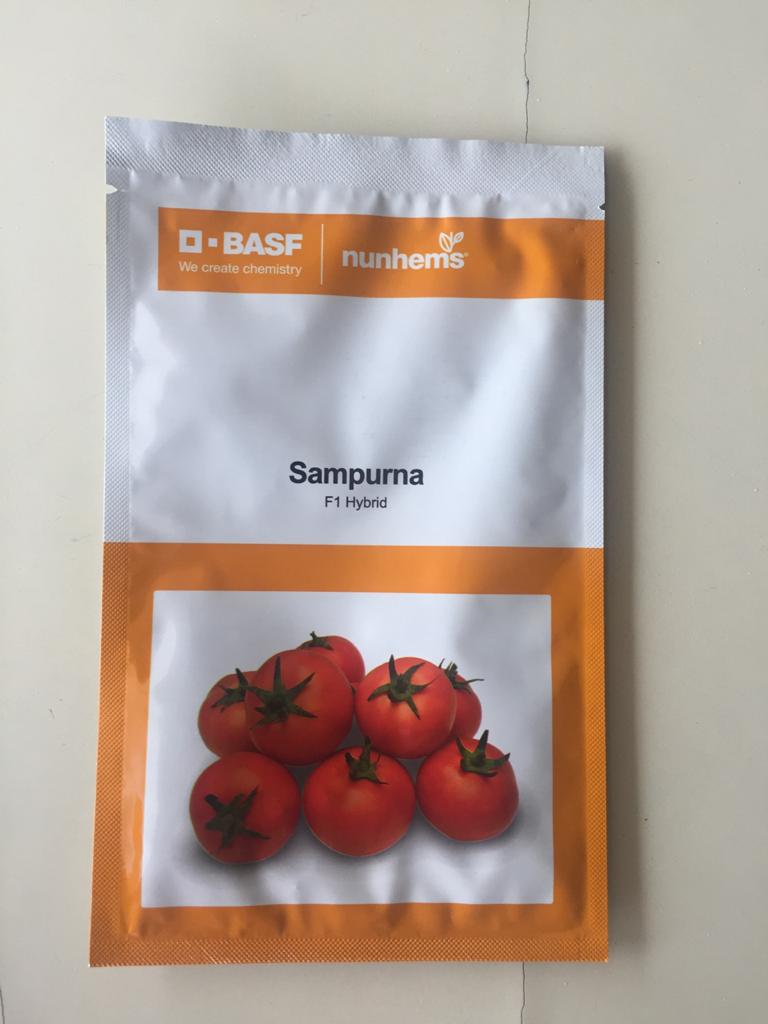 BASF
We create chemistry
nunhems®
Sampurna
F1 Hybrid